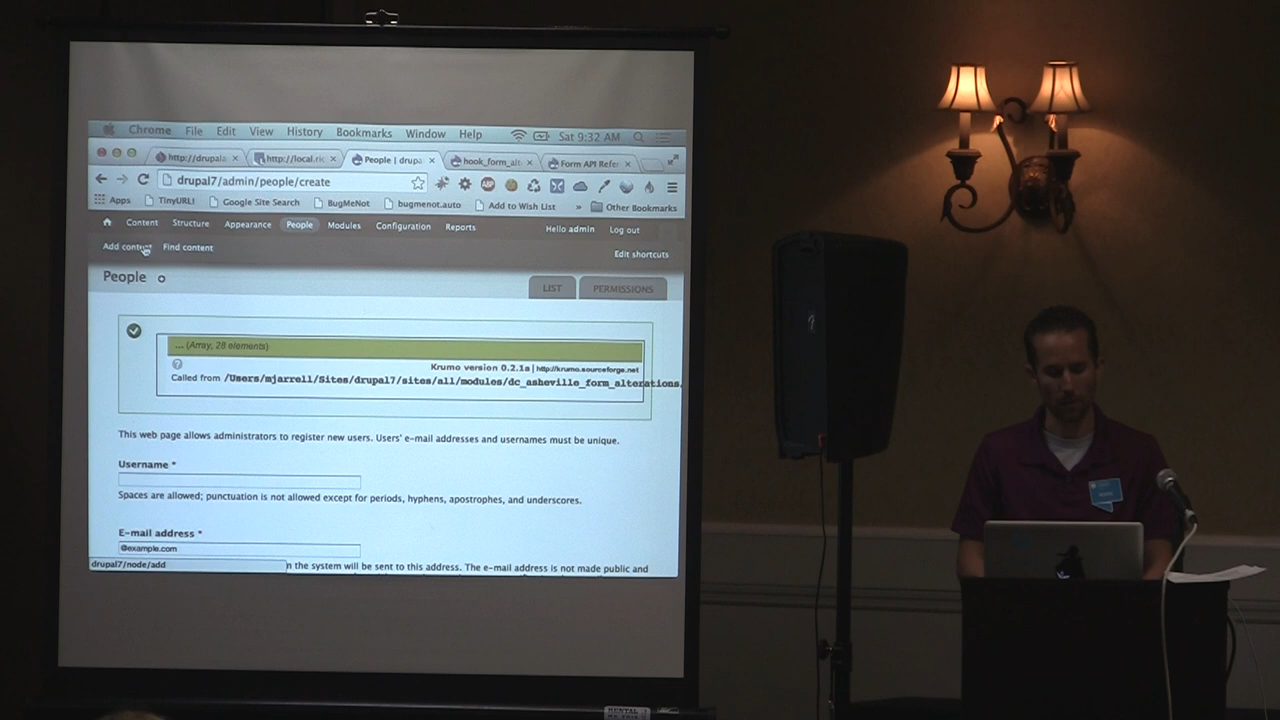 Chrome File Edit View History Bookmarks Window Help Sat 9:32 AM
http://drupala × http://local.ric × People | drupa × hook_form_alt × Form API Refer ×
drupal7/admin/people/create
Apps TinyURL! Google Site Search BugMeNot bugmenot.auto Add to Wish List » Other Bookmarks
Content Structure Appearance People Modules Configuration Reports Hello admin Log out
Add content Find content Edit shortcuts
People LIST PERMISSIONS
... (Array, 28 elements)
Krumo version 0.2.1a | http://krumo.sourceforge.net
Called from /Users/mjarrell/Sites/drupal7/sites/all/modules/dc_asheville_form_alterations.
This web page allows administrators to register new users. Users' e-mail addresses and usernames must be unique.
Username *
Spaces are allowed; punctuation is not allowed except for periods, hyphens, apostrophes, and underscores.
E-mail address *
@example.com
drupal7/node/add n the system will be sent to this address. The e-mail address is not made public and
RENTAL